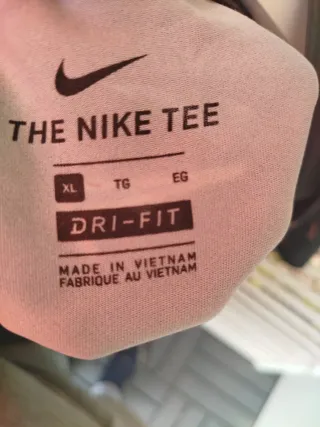 THE NIKE TEE
XL TG EG
DRI-FIT
MADE IN VIETNAM
FABRIQUE AU VIETNAM